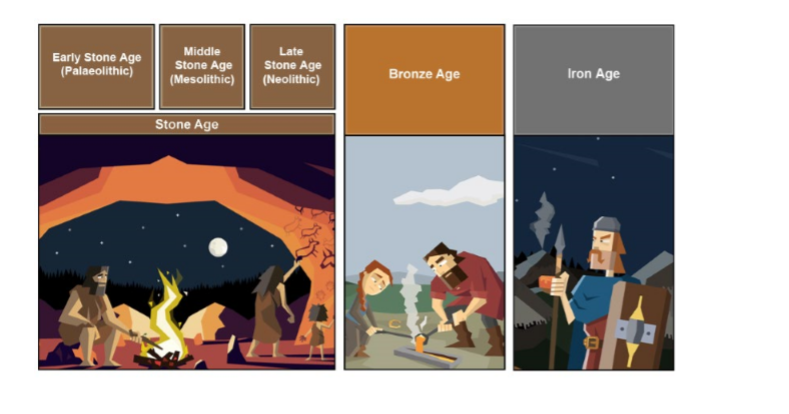 Early Stone Age
(Palaeolithic)
Middle
Stone Age
(Mesolithic)
Late
Stone Age
(Neolithic)
Stone Age
Bronze Age
Iron Age